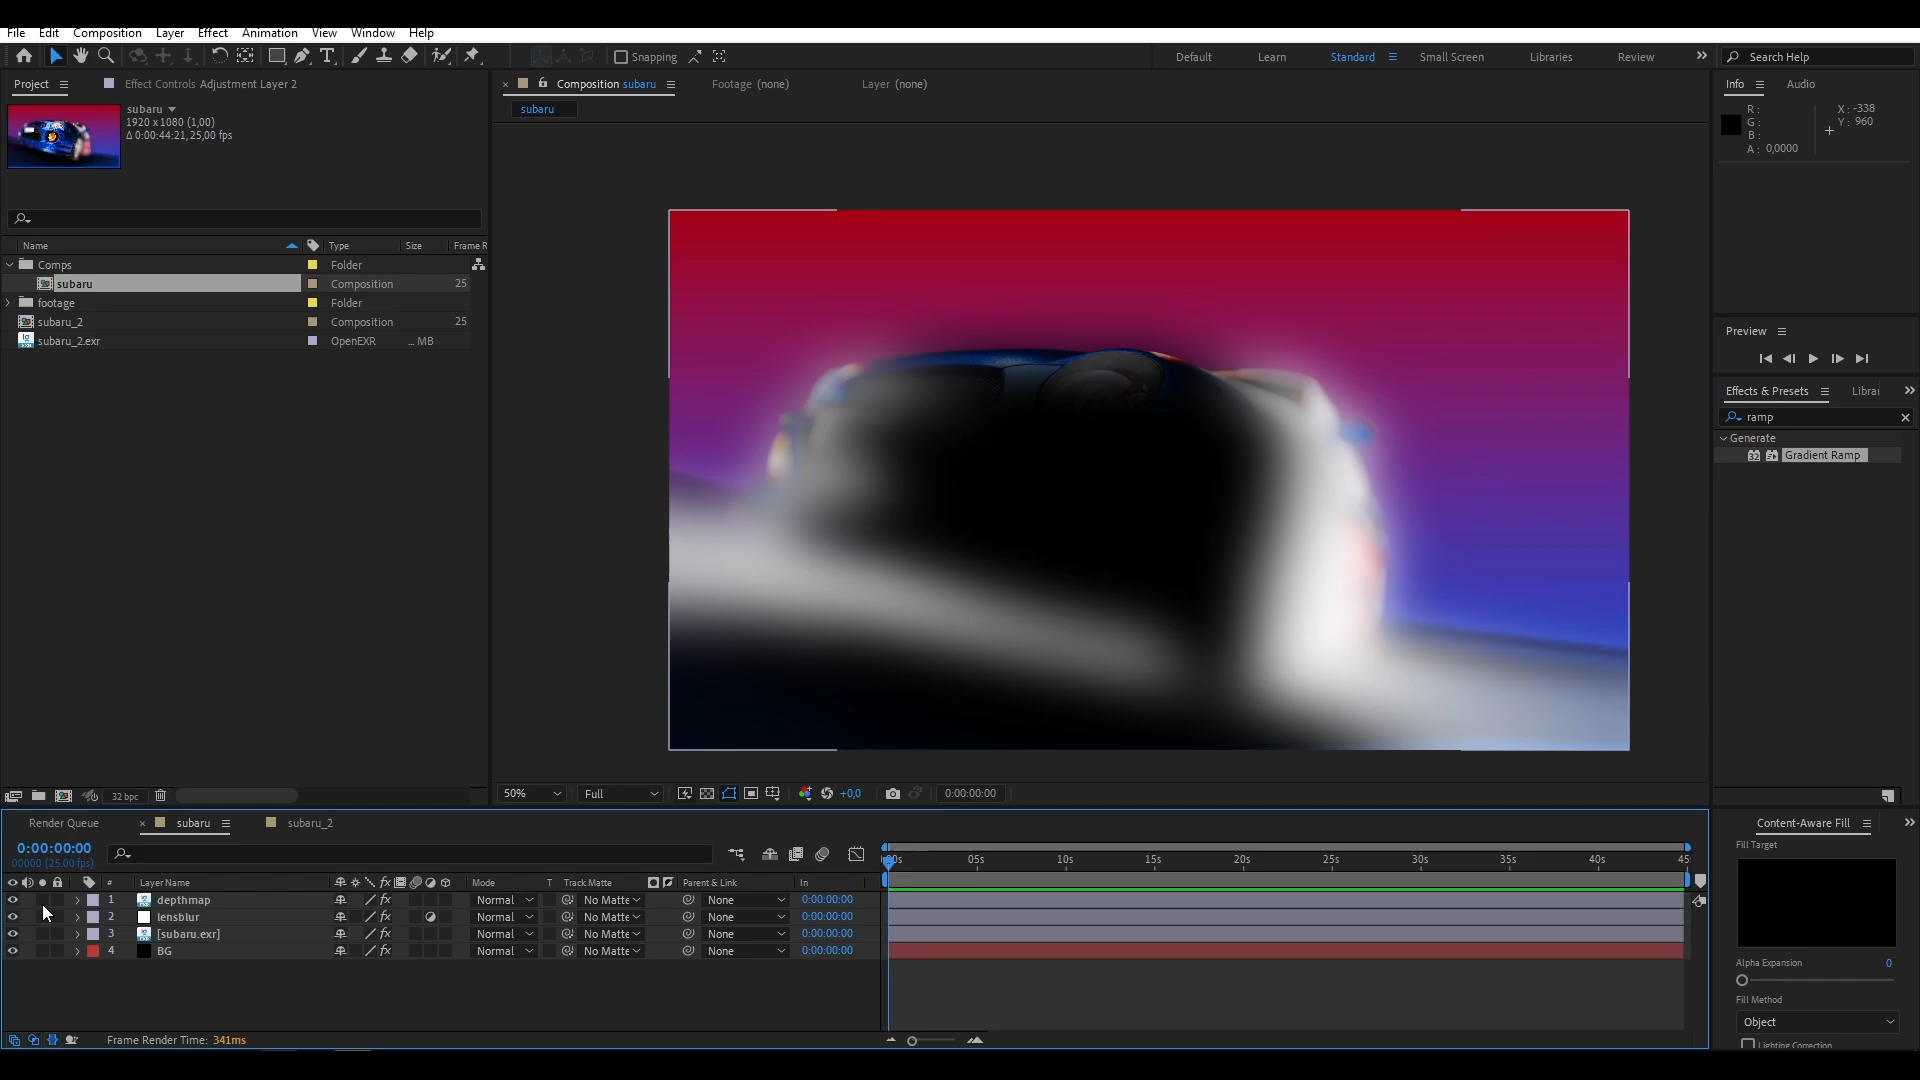 File Edit Composition Layer Effect Animation View Window Help
Snapping
Default Learn Standard Small Screen Libraries Review Search Help
Project Effect Controls Adjustment Layer 2 Composition subaru Footage (none) Layer (none) Info Audio
subaru
1920 x 1080 (1,00)
Δ 0:00:44:21, 25,00 fps
subaru
R :
G :
B :
A : 0,0000
X : -338
Y : 960
Name Type Size Frame R
Comps Folder
subaru Composition 25
footage Folder
subaru_2 Composition 25
subaru_2.exr OpenEXR ... MB
Preview
Effects & Presets Librar
ramp
Generate
Gradient Ramp
32 bpc
50% Full +0,0 0:00:00:00
Render Queue subaru subaru_2
0:00:00:00
00000 (25.00 fps)
:00s 05s 10s 15s 20s 25s 30s 35s 40s 45s
# Layer Name Mode T Track Matte Parent & Link In
1 depthmap Normal No Matte None 0:00:00:00
2 lensblur Normal No Matte None 0:00:00:00
3 [subaru.exr] Normal No Matte None 0:00:00:00
4 BG Normal No Matte None 0:00:00:00
Frame Render Time: 341ms
Content-Aware Fill
Fill Target
Alpha Expansion 0
Fill Method
Object
Lighting Correction